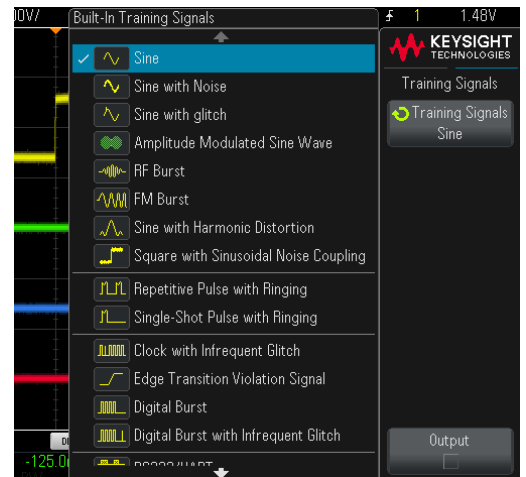 00V/
Built-In Training Signals
1
1.48V
Sine
Sine with Noise
Sine with glitch
Amplitude Modulated Sine Wave
RF Burst
FM Burst
Sine with Harmonic Distortion
Square with Sinusoidal Noise Coupling
Repetitive Pulse with Ringing
Single-Shot Pulse with Ringing
Clock with Infrequent Glitch
Edge Transition Violation Signal
Digital Burst
Digital Burst with Infrequent Glitch
-125.0
KEYSIGHT
TECHNOLOGIES
Training Signals
Training Signals
Sine
Output